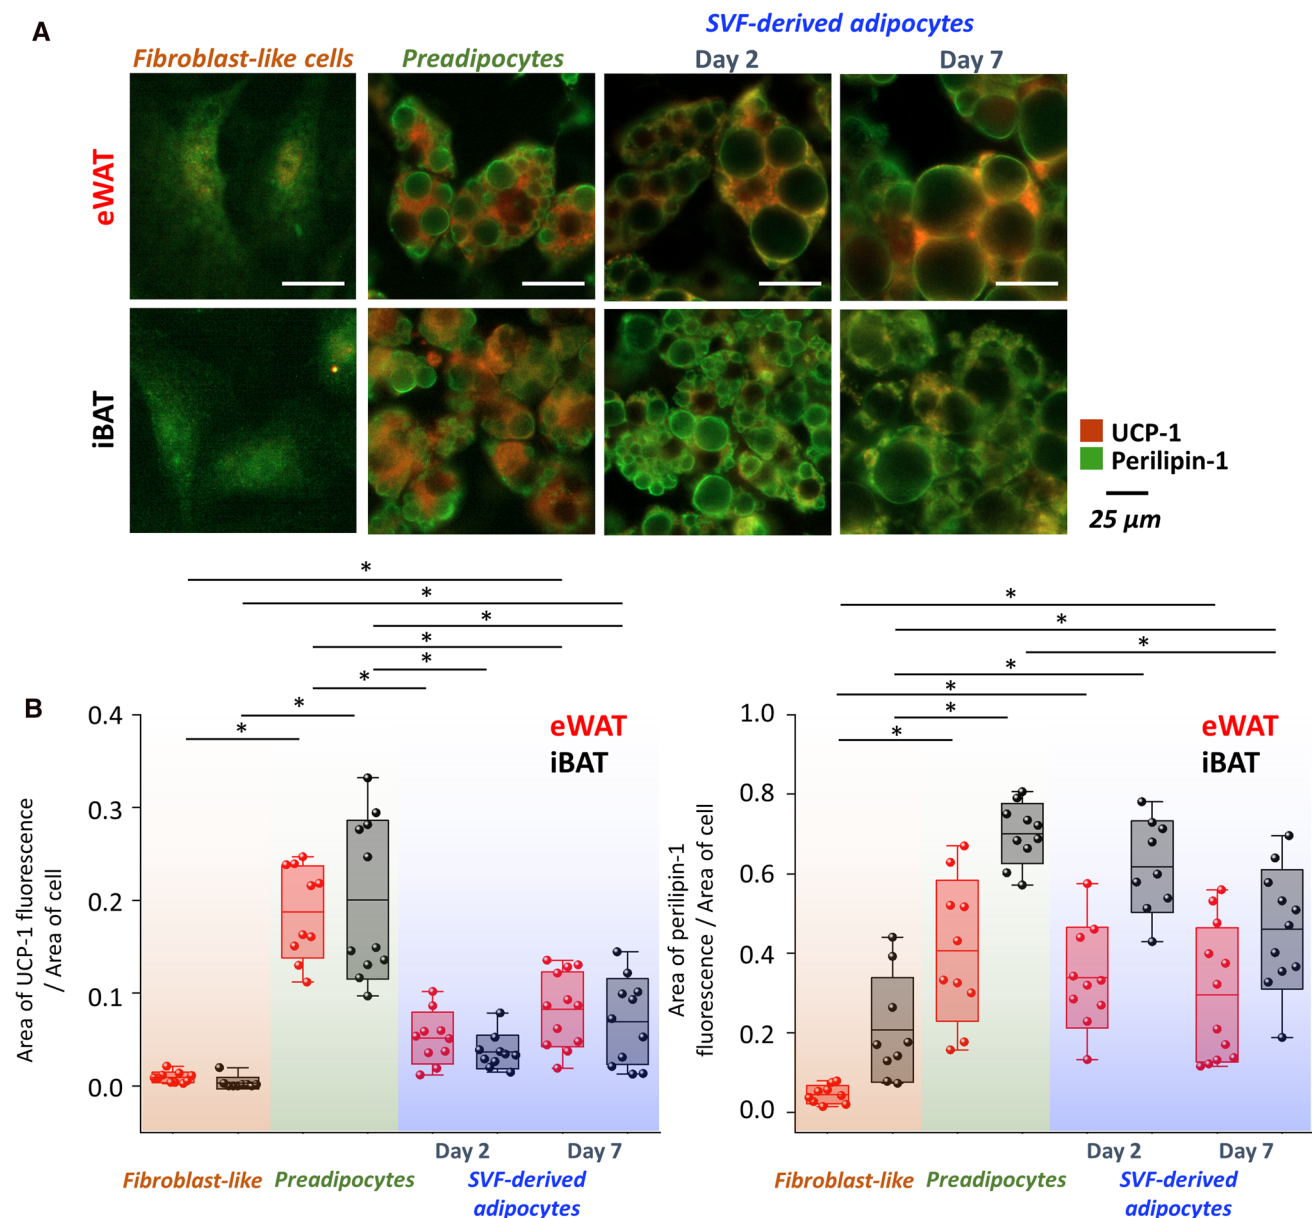 A
SVF-derived adipocytes
Fibroblast-like cells
Preadipocytes
Day 2
Day 7
eWAT
iBAT
UCP-1
Perilipin-1
25 µm
B
*
*
*
*
*
*
*
*
Area of UCP-1 fluorescence
/ Area of cell
0.4
0.3
0.2
0.1
0.0
eWAT
iBAT
Day 2
Day 7
Fibroblast-like
Preadipocytes
SVF-derived
adipocytes
*
*
*
*
*
*
*
Area of perilipin-1
fluorescence / Area of cell
1.0
0.8
0.6
0.4
0.2
0.0
eWAT
iBAT
Day 2
Day 7
Fibroblast-like
Preadipocytes
SVF-derived
adipocytes